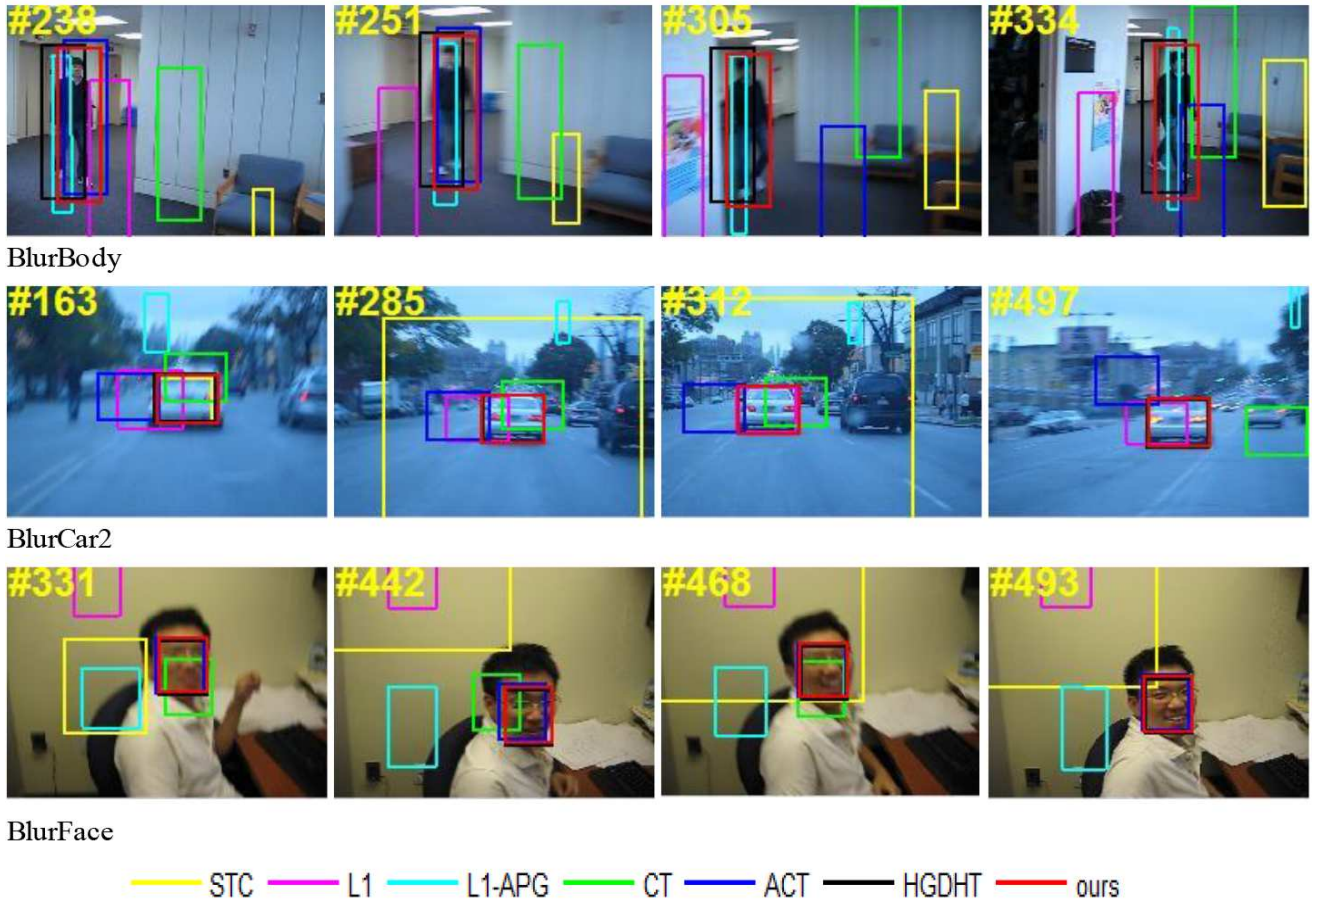 #238 #251 #305 #334
BlurBody
#163 #285 #312 #497
BlurCar2
#331 #442 #468 #493
BlurFace
STC L1 L1-APG CT ACT HGDHT ours